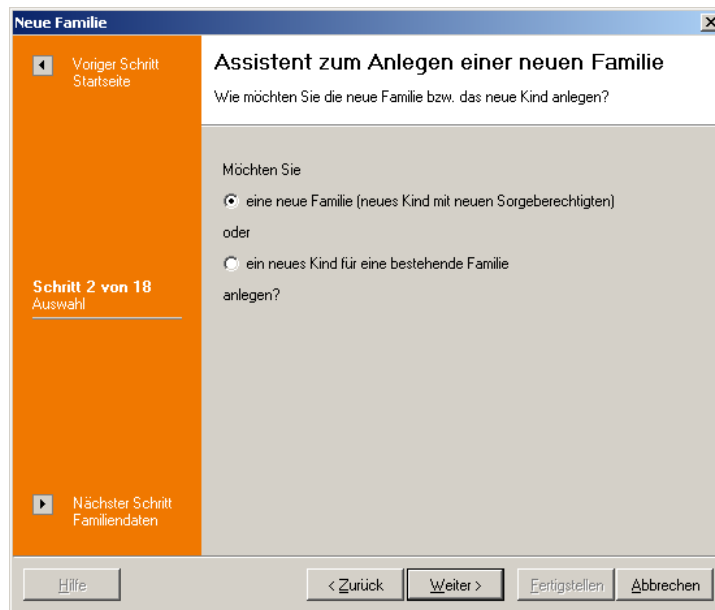 Neue Familie
Voriger Schritt
Startseite
Assistent zum Anlegen einer neuen Familie
Wie möchten Sie die neue Familie bzw. das neue Kind anlegen?
Möchten Sie
eine neue Familie (neues Kind mit neuen Sorgeberechtigten)
oder
ein neues Kind für eine bestehende Familie
anlegen?
Schritt 2 von 18
Auswahl
Nächster Schritt
Familiendaten
Hilfe
< Zurück
Weiter >
Fertigstellen
Abbrechen